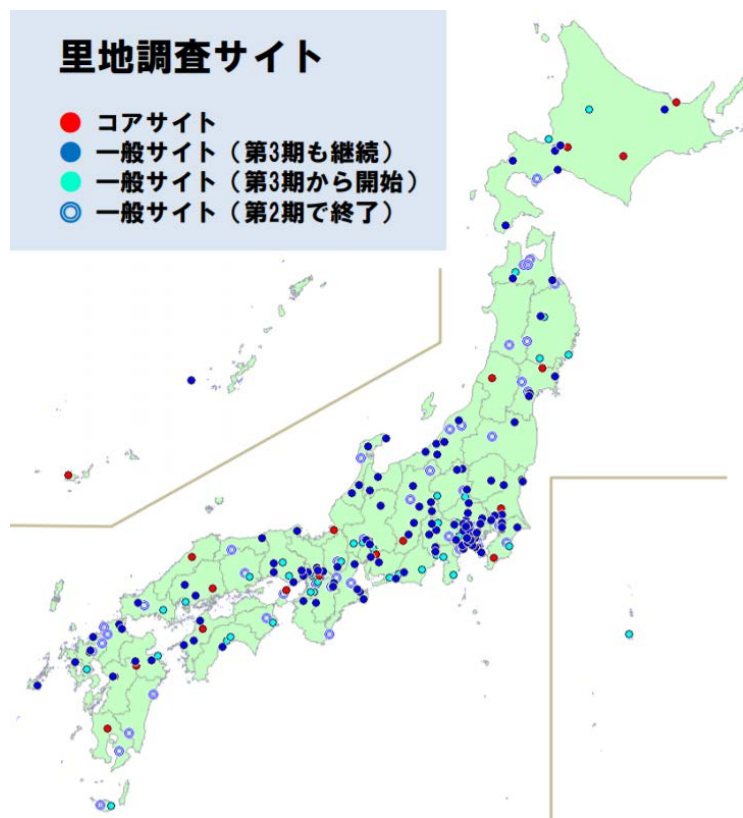 里地調査サイト
コアサイト
一般サイト（第3期も継続）
一般サイト（第3期から開始）
一般サイト（第2期で終了）